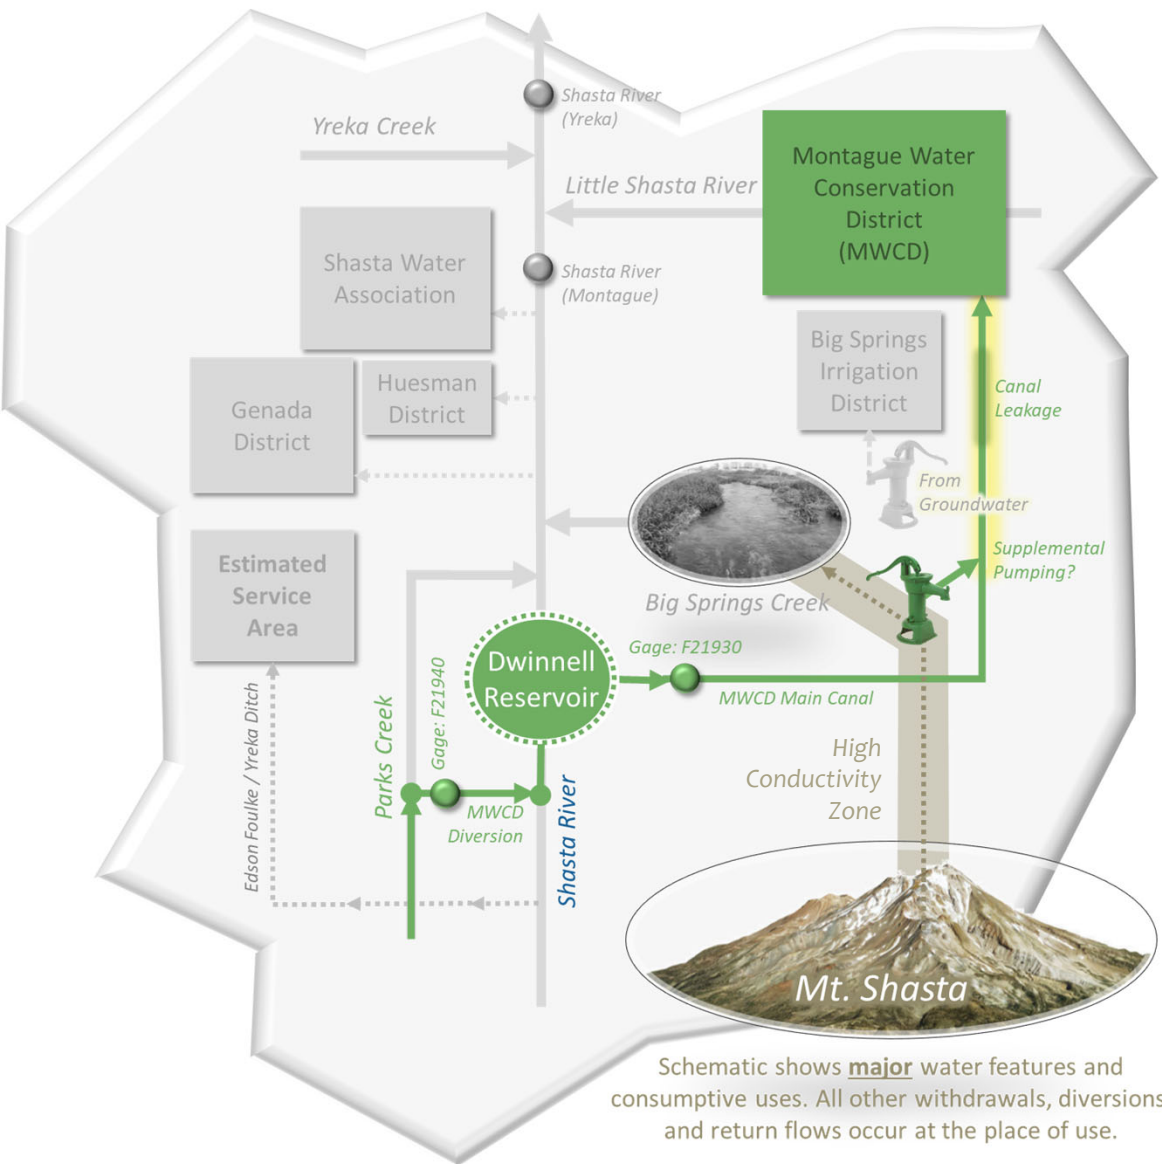 Shasta River
(Yreka)
Yreka Creek
Montague Water
Conservation
District
(MWCD)
Little Shasta River
Shasta Water
Association
Shasta River
(Montague)
Big Springs
Irrigation
District
Huesman
District
Genada
District
Canal
Leakage
From
Groundwater
Supplemental
Pumping?
Estimated
Service
Area
Big Springs Creek
Gage: F21930
Dwinnell
Reservoir
MWCD Main Canal
Gage: F21940
Parks Creek
Edson Foulke / Yreka Ditch
MWCD
Diversion
Shasta River
High
Conductivity
Zone
Mt. Shasta
Schematic shows major water features and
consumptive uses. All other withdrawals, diversions
and return flows occur at the place of use.